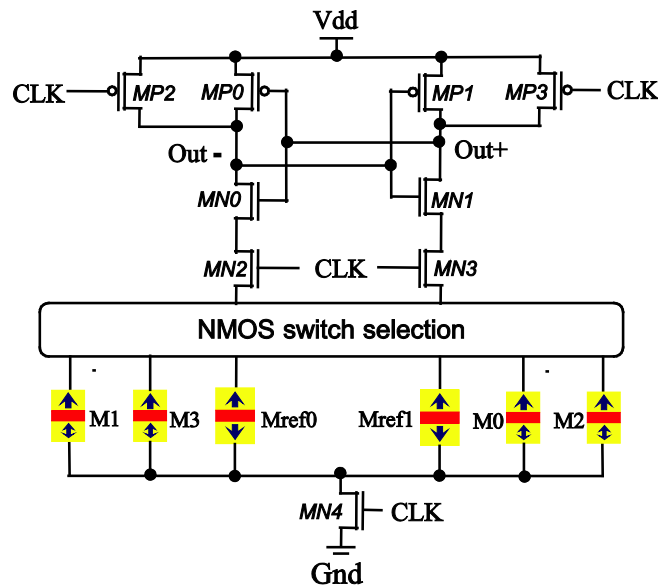 Vdd
CLK
MP2
MP0
MP1
MP3
CLK
Out -
Out+
MN0
MN1
MN2
CLK
MN3
NMOS switch selection
M1
M3
Mref0
Mref1
M0
M2
MN4
CLK
Gnd